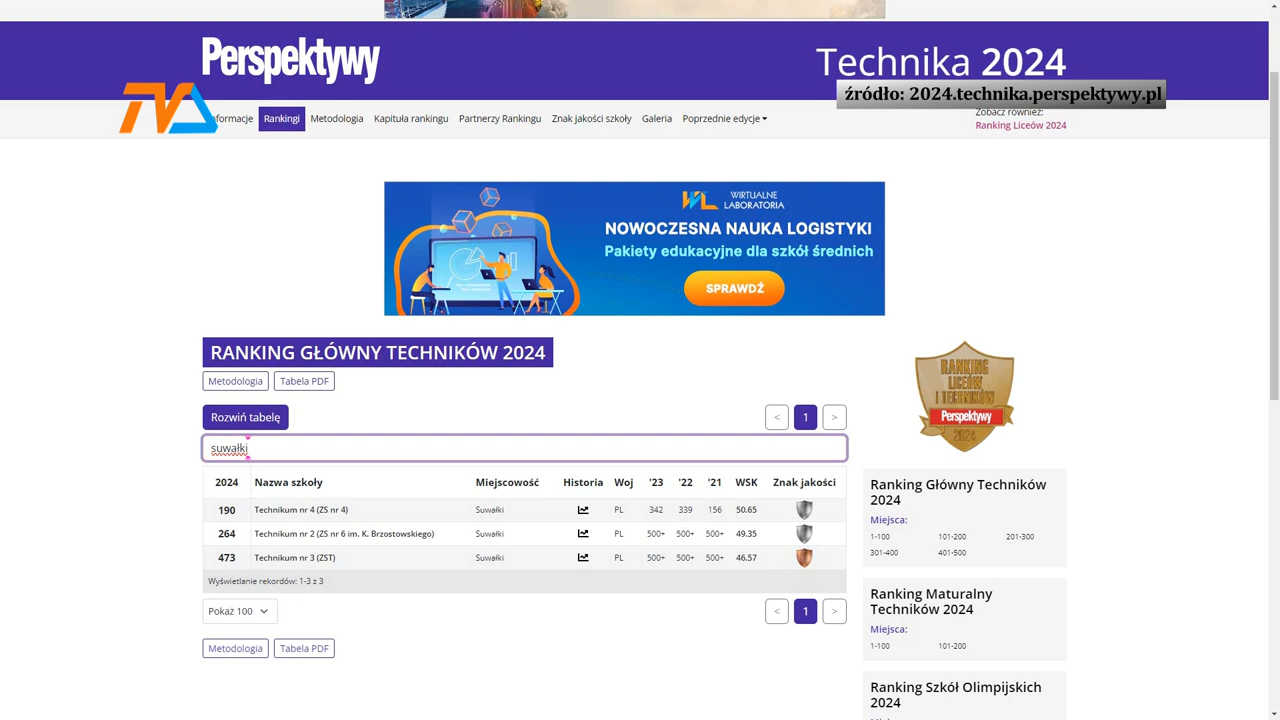 Perspektywy
Technika 2024
źródło: 2024.technika.perspektywy.pl
TVA
Rankingi Metodologia Kapituła rankingu Partnerzy Rankingu Znak jakości szkoły Galeria Poprzednie edycje
Zobacz również:
Ranking Liceów 2024
WL WIRTUALNE
LABORATORIA
NOWOCZESNA NAUKA LOGISTYKI
Pakiety edukacyjne dla szkół średnich
SPRAWDŹ
RANKING GŁÓWNY TECHNIKÓW 2024
Metodologia Tabela PDF
Rozwiń tabelę
< 1 >
suwałki
2024 Nazwa szkoły Miejscowość Historia Woj '23 '22 '21 WSK Znak jakości
190 Technikum nr 4 (ZS nr 4) Suwałki PL 342 339 156 50.65
264 Technikum nr 2 (ZS nr 6 im. K. Brzostowskiego) Suwałki PL 500+ 500+ 500+ 49.35
473 Technikum nr 3 (ZST) Suwałki PL 500+ 500+ 500+ 46.57
Wyświetlanie rekordów: 1-3 z 3
Pokaż 100
< 1 >
Metodologia Tabela PDF
RANKING
LICEÓW
I TECHNIKÓW
Perspektywy
2024
Ranking Główny Techników
2024
Miejsca:
1-100 101-200 201-300
301-400 401-500
Ranking Maturalny
Techników 2024
Miejsca:
1-100 101-200
Ranking Szkół Olimpijskich
2024
Miejsca: